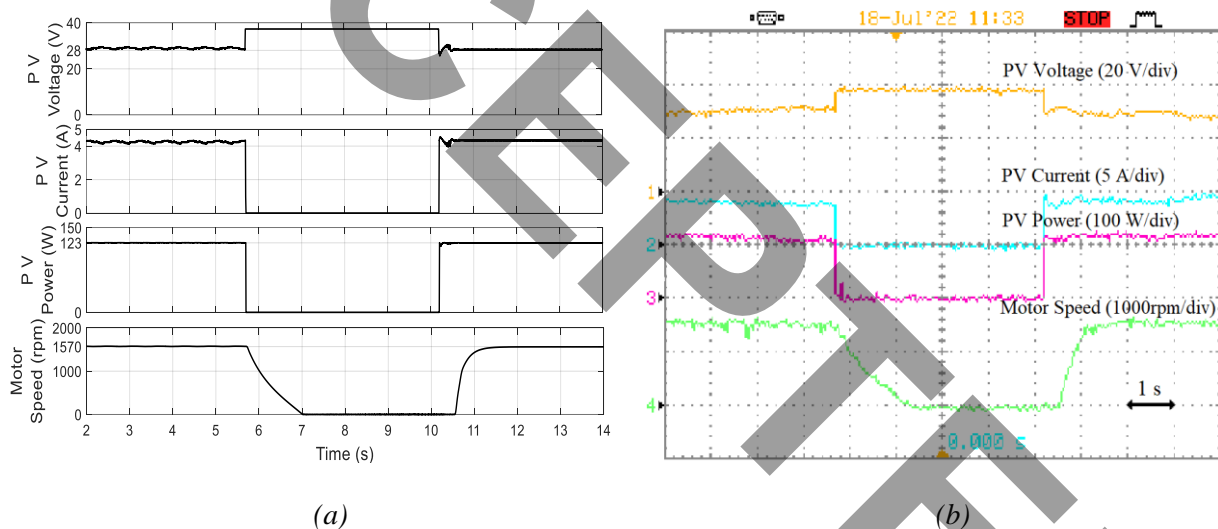 40
28
20
0
P V
Voltage (V)
4
2
0
P V
Current (A)
150
123
0
P V
Power (W)
2000
1570
1000
0
Motor
Speed (rpm)
2 3 4 5 6 7 8 9 10 11 12 13 14
Time (s)
(a)
18-Jul'22 11:33 STOP
PV Voltage (20 V/div)
1
PV Current (5 A/div)
PV Power (100 W/div)
2
3
Motor Speed (1000rpm/div)
1 s
4
0.000 s
(b)
CEPTE